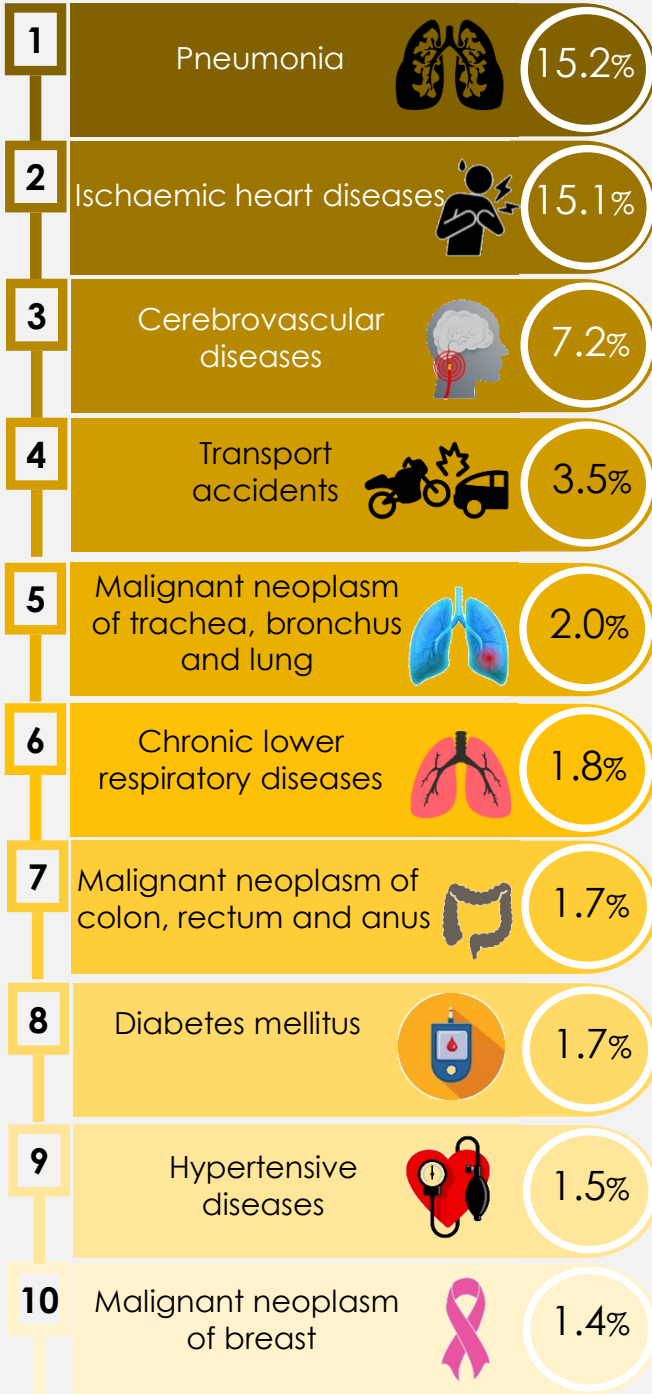 1
Pneumonia
15.2%
2
Ischaemic heart diseases
15.1%
3
Cerebrovascular
diseases
7.2%
4
Transport
accidents
3.5%
5
Malignant neoplasm
of trachea, bronchus
and lung
2.0%
6
Chronic lower
respiratory diseases
1.8%
7
Malignant neoplasm of
colon, rectum and anus
1.7%
8
Diabetes mellitus
1.7%
9
Hypertensive
diseases
1.5%
10
Malignant neoplasm
of breast
1.4%